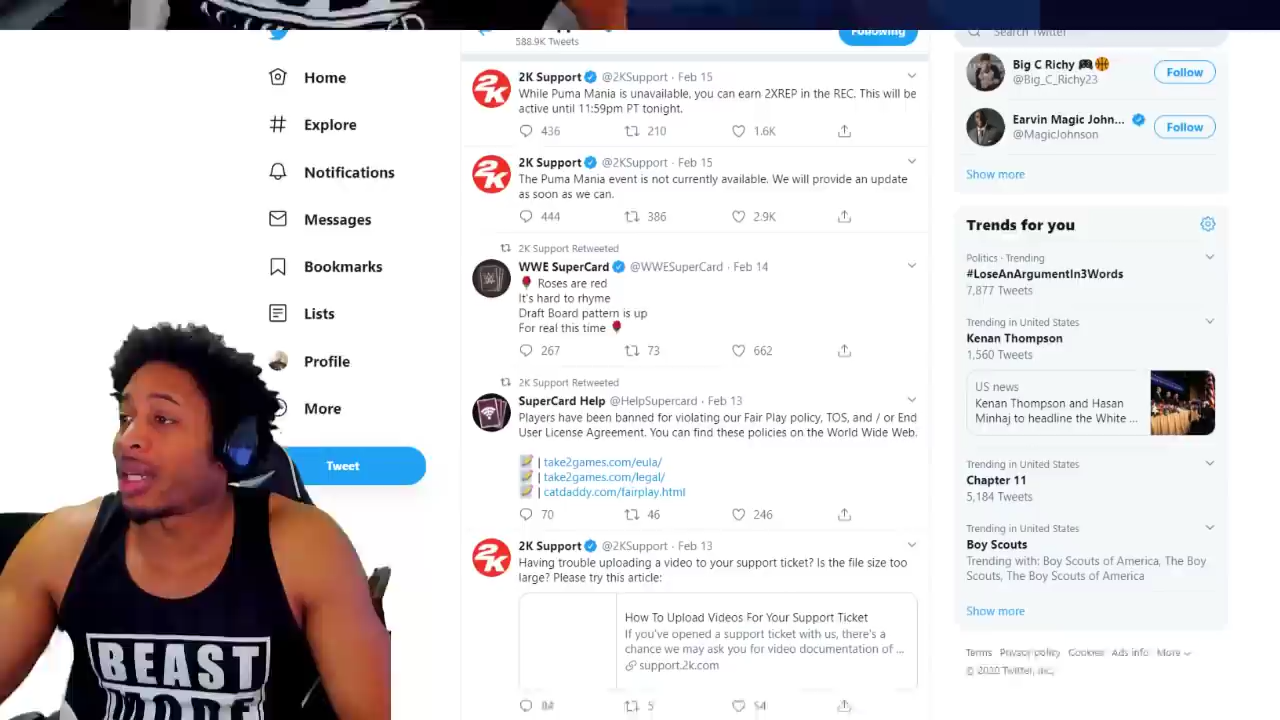 588.9K Tweets
Following
Search Twitter
Home
Explore
Notifications
Messages
Bookmarks
Lists
Profile
More
Tweet
2K Support @2KSupport · Feb 15
While Puma Mania is unavailable, you can earn 2XREP in the REC. This will be
active until 11:59pm PT tonight.
436 210 1.6K
2K Support @2KSupport · Feb 15
The Puma Mania event is not currently available. We will provide an update
as soon as we can.
444 386 2.9K
2K Support Retweeted
WWE SuperCard @WWESuperCard · Feb 14
🌹 Roses are red
It's hard to rhyme
Draft Board pattern is up
For real this time 🌹
267 73 662
2K Support Retweeted
SuperCard Help @HelpSupercard · Feb 13
Players have been banned for violating our Fair Play policy, TOS, and / or End
User License Agreement. You can find these policies on the World Wide Web.
| take2games.com/eula/
| take2games.com/legal/
| catdaddy.com/fairplay.html
70 46 246
2K Support @2KSupport · Feb 13
Having trouble uploading a video to your support ticket? Is the file size too
large? Please try this article:
How To Upload Videos For Your Support Ticket
If you've opened a support ticket with us, there's a
chance we may ask you for video documentation of ...
support.2k.com
84 5 54
Big C Richy 🎮🏀
@Big_C_Richy23
Follow
Earvin Magic John...
@MagicJohnson
Follow
Show more
Trends for you
Politics · Trending
#LoseAnArgumentIn3Words
7,877 Tweets
Trending in United States
Kenan Thompson
1,560 Tweets
US news
Kenan Thompson and Hasan
Minhaj to headline the White ...
Trending in United States
Chapter 11
5,184 Tweets
Trending in United States
Boy Scouts
Trending with: Boy Scouts of America, The Boy
Scouts, The Boy Scouts of America
Show more
Terms Privacy policy Cookies Ads info More
© 2020 Twitter, Inc.
BEAST
MODE